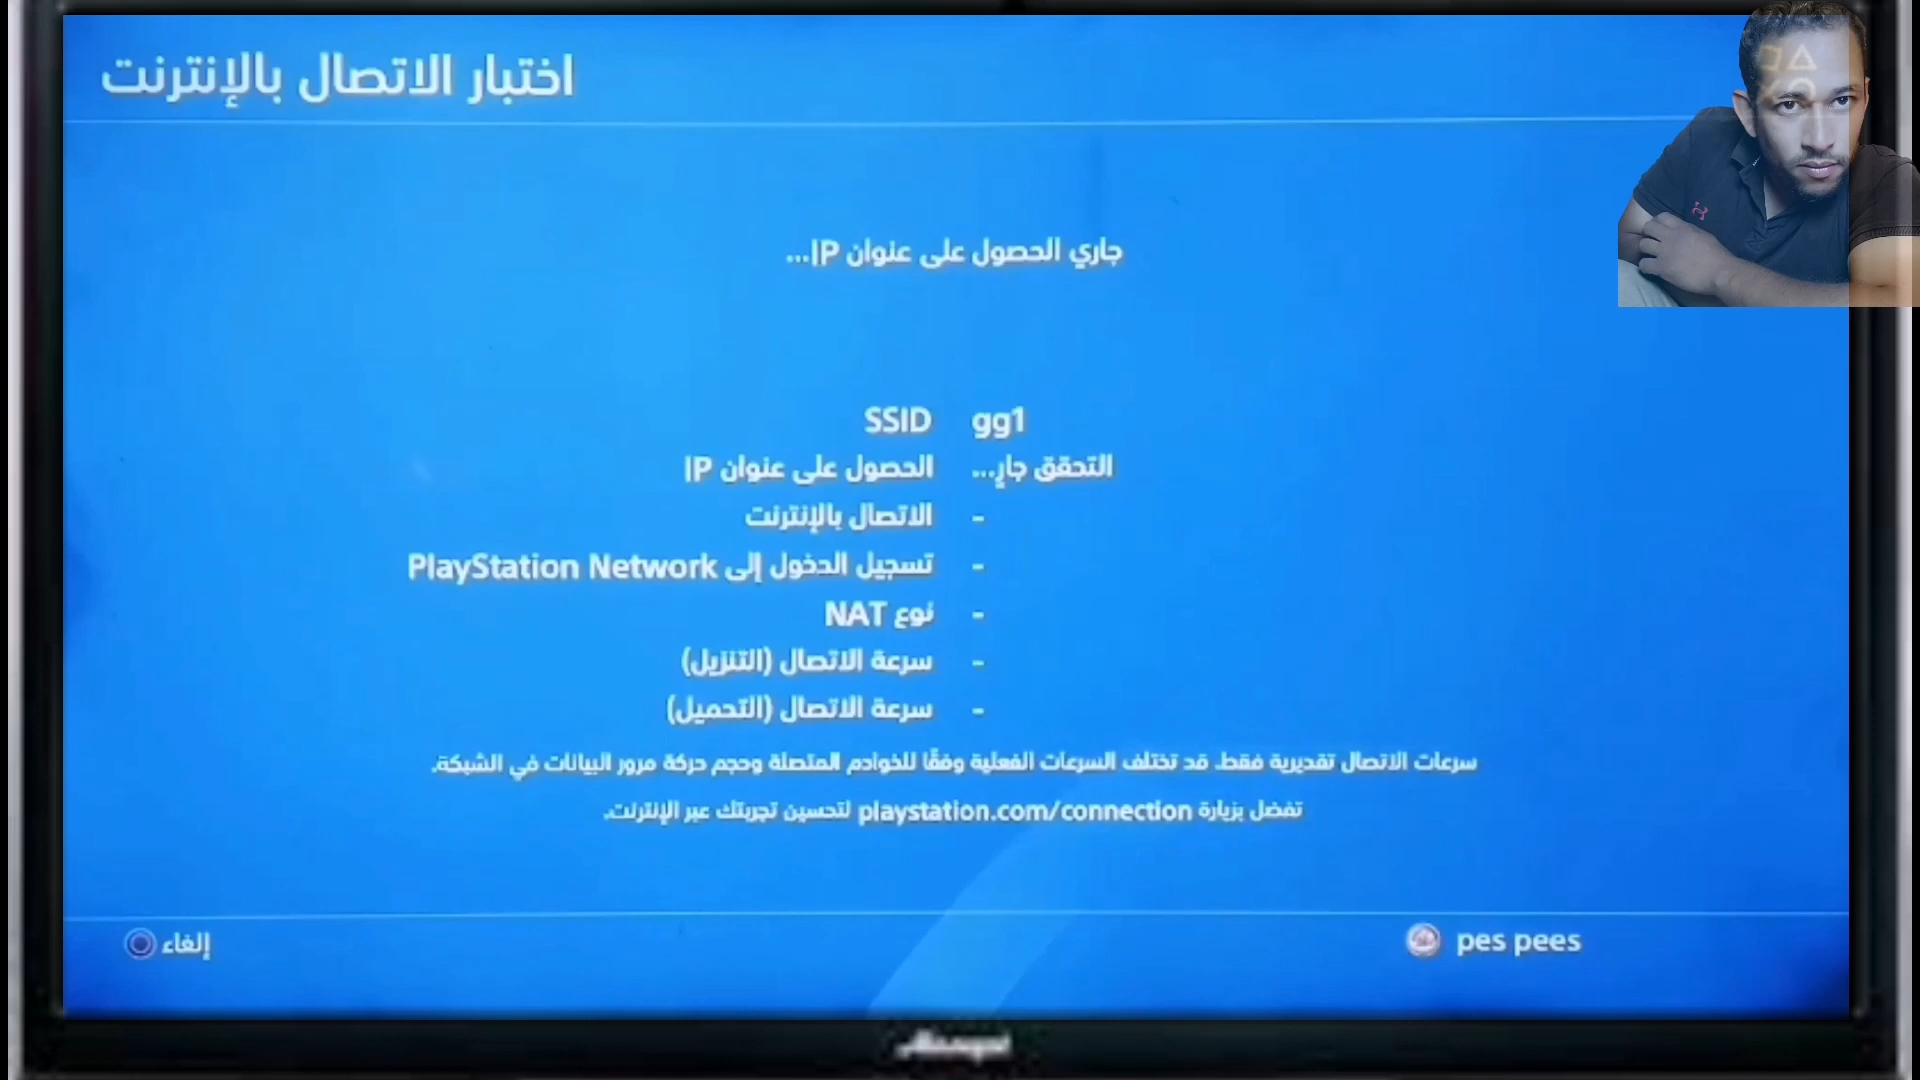 اختبار الاتصال بالإنترنت
جاري الحصول على عنوان IP...
SSID gg1
الحصول على عنوان IP التحقق جارٍ...
الاتصال بالإنترنت -
تسجيل الدخول إلى PlayStation Network -
نوع NAT -
سرعة الاتصال (التنزيل) -
سرعة الاتصال (التحميل) -
سرعات الاتصال تقديرية فقط. قد تختلف السرعات الفعلية وفقًا للخوادم المتصلة وحجم حركة مرور البيانات في الشبكة.
تفضل بزيارة playstation.com/connection لتحسين تجربتك عبر الإنترنت.
إلغاء
pes pees